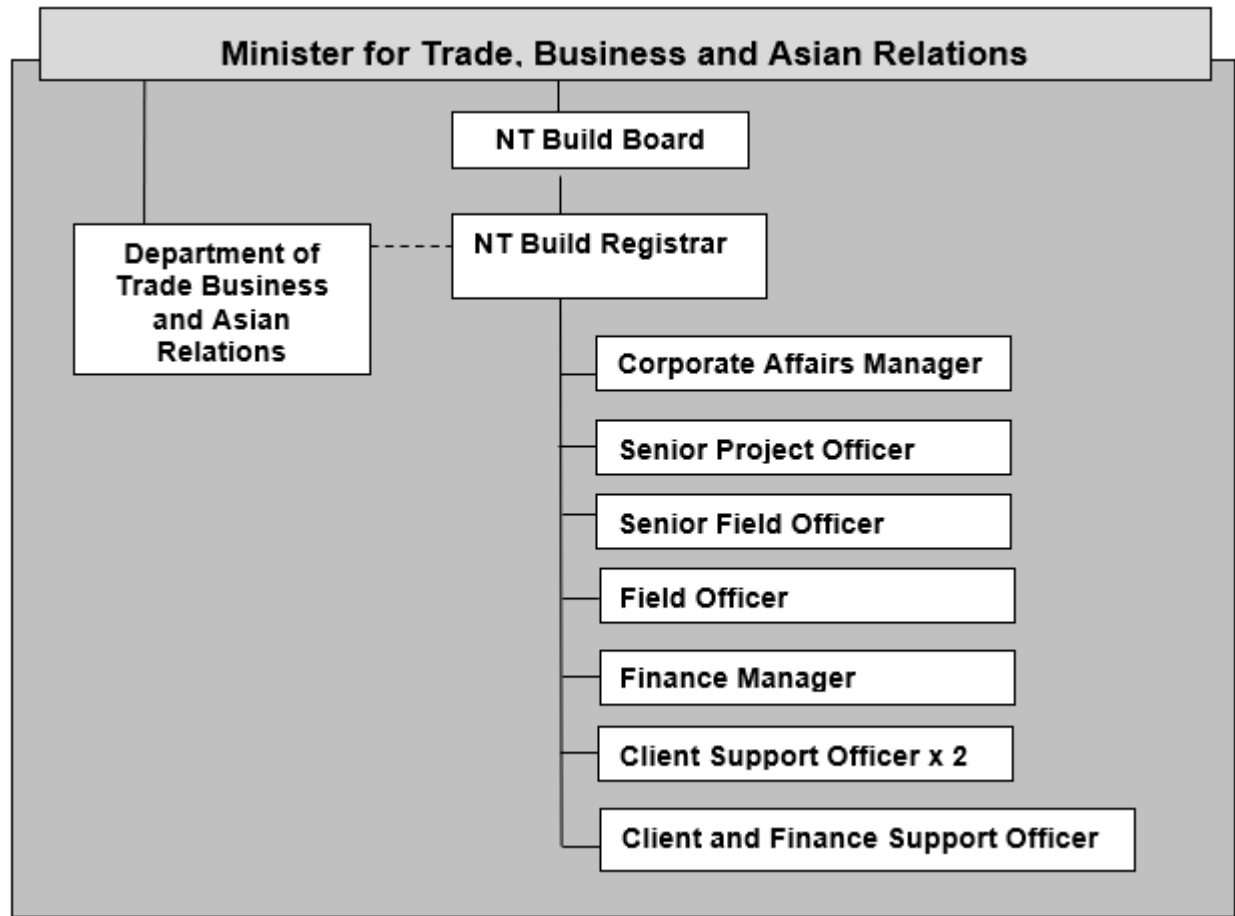 Minister for Trade, Business and Asian Relations
NT Build Board
NT Build Registrar
Department of
Trade Business
and Asian
Relations
Corporate Affairs Manager
Senior Project Officer
Senior Field Officer
Field Officer
Finance Manager
Client Support Officer x 2
Client and Finance Support Officer